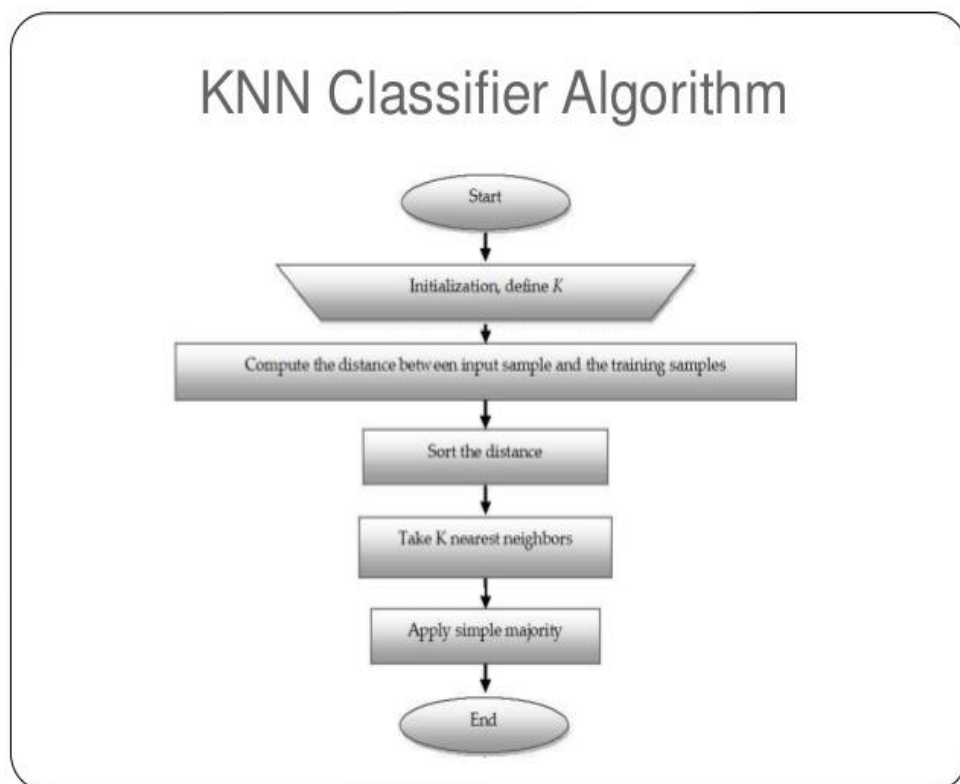 KNN Classifier Algorithm
Start
Initialization, define K
Compute the distance between input sample and the training samples
Sort the distance
Take K nearest neighbors
Apply simple majority
End